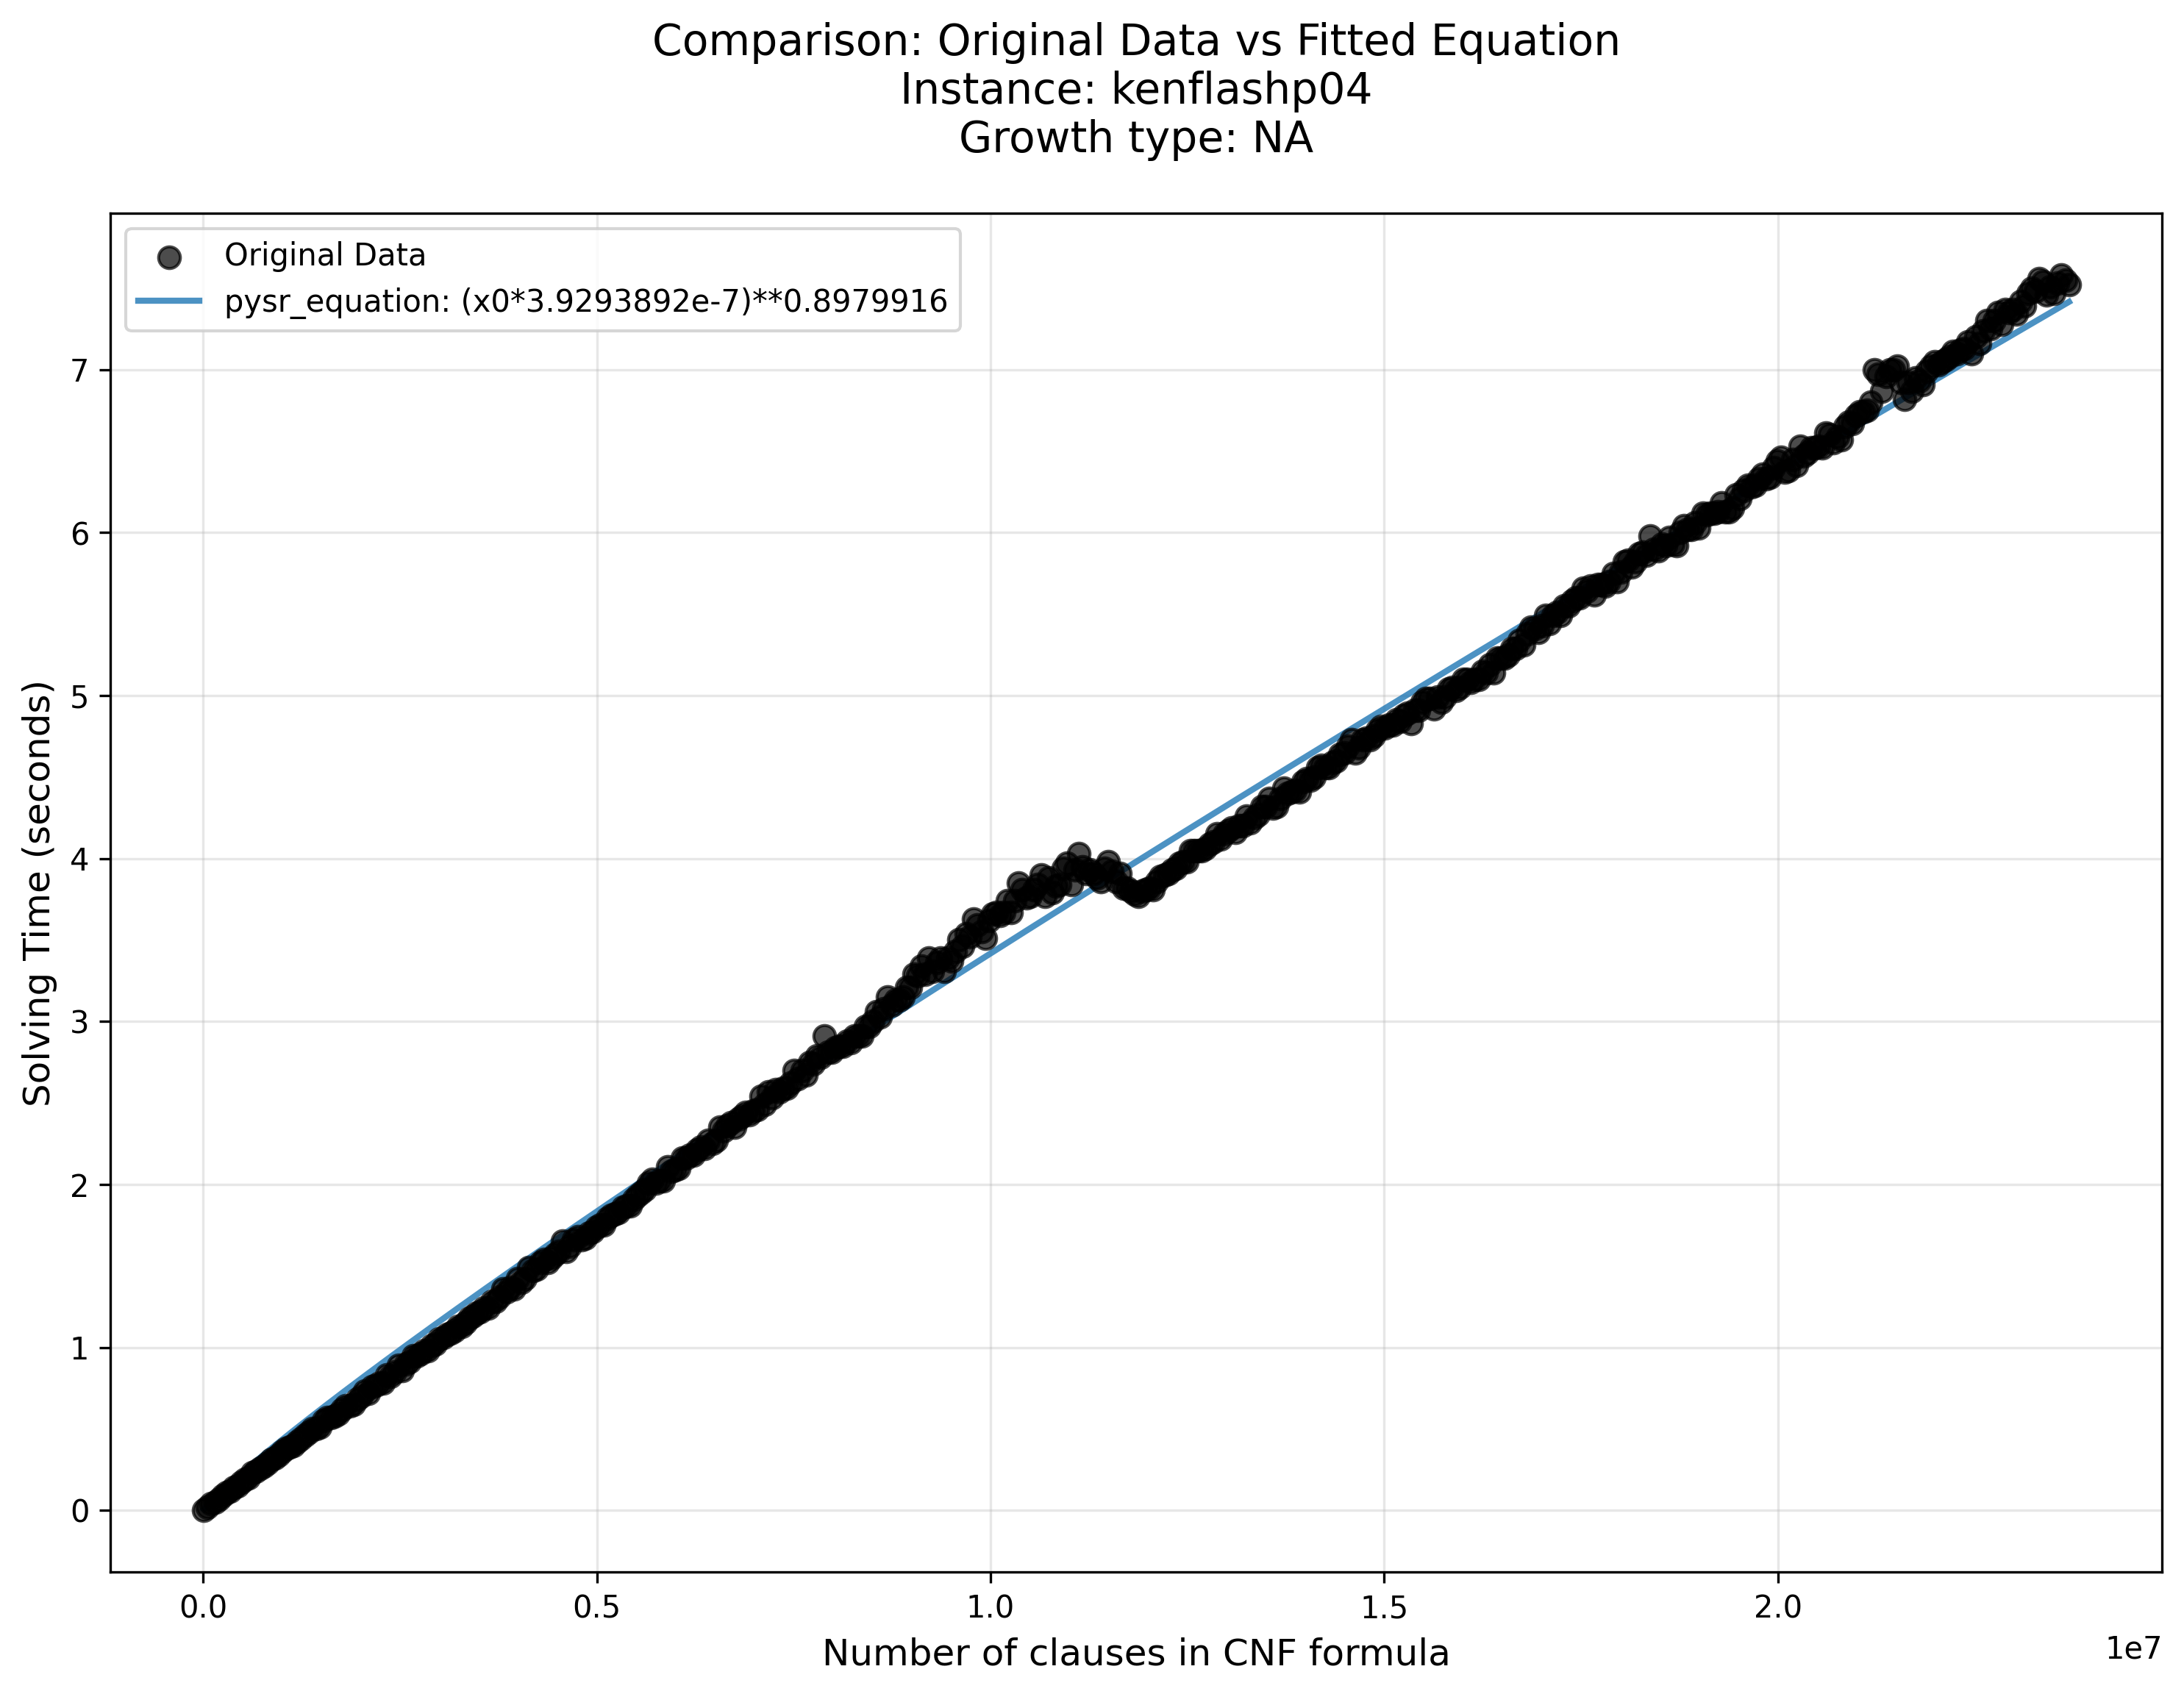 Comparison: Original Data vs Fitted Equation
Instance: kenflashp04
Growth type: NA
Original Data
pysr_equation: (x0*3.9293892e-7)**0.8979916
Solving Time (seconds)
7
6
5
4
3
2
1
0
0.0 0.5 1.0 1.5 2.0
1e7
Number of clauses in CNF formula